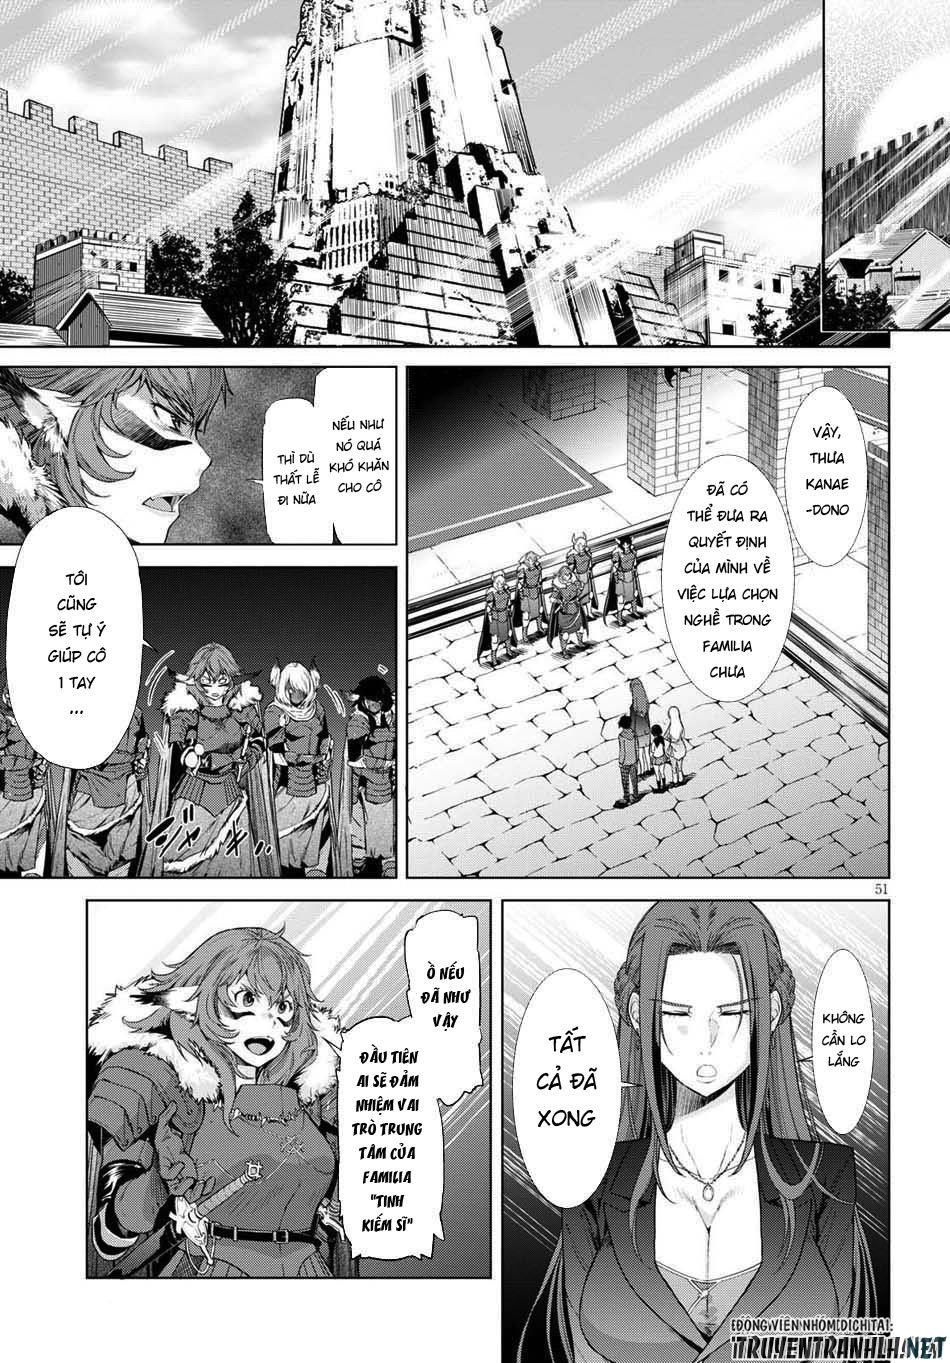 VẬY,
THƯA
KANAE
-DONO
ĐÃ CÓ
THỂ ĐƯA RA
QUYẾT ĐỊNH
CỦA MÌNH VỀ
VIỆC LỰA CHỌN
NGHỀ TRONG
FAMILIA
CHƯA
NẾU NHƯ
NÓ QUÁ
KHÓ KHĂN
CHO CÔ
THÌ DÙ
THẤT LỄ
ĐI NỮA
TÔI
CŨNG
SẼ TỰ Ý
GIÚP CÔ
1 TAY
...
51
KHÔNG
CẦN LO
LẮNG
TẤT
CẢ ĐÃ
XONG
Ồ NẾU
ĐÃ NHƯ
VẬY
ĐẦU TIÊN
AI SẼ ĐẢM
NHIỆM VAI
TRÒ TRUNG
TÂM CỦA
FAMILIA
"TINH
KIẾM SĨ"
ĐỘNG VIÊN NHÓM DỊCH TẠI:
TRUYENTRANHLH.NET